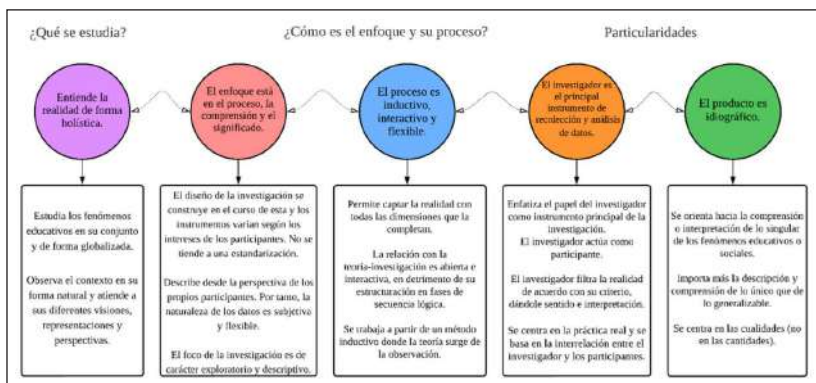 ¿Qué se estudia?
¿Cómo es el enfoque y su proceso?
Particularidades
Entiende la
realidad de forma
holística.
El enfoque está
en el proceso, la
comprensión y el
significado.
El proceso es
inductivo,
interactivo y
flexible.
El investigador es
el principal
instrumento de
recolección y análisis
de datos.
El producto es
idiográfico.
Estudia los fenómenos
educativos en su conjunto
y de forma globalizada.
Observa el contexto en su
forma natural y atiende a
sus diferentes visiones,
representaciones y
perspectivas.
El diseño de la investigación se
construye en el curso de esta y los
instrumentos varían según los
intereses de los participantes. No se
tiende a una estandarización.
Describe desde la perspectiva de los
propios participantes. Por tanto, la
naturaleza de los datos es subjetiva
y flexible.
El foco de la investigación es de
carácter exploratorio y descriptivo.
Permite captar la realidad con
todas las dimensiones que la
completan.
La relación con la
teoría-investigación es abierta e
interactiva, en detrimento de su
estructuración en fases de
secuencia lógica.
Se trabaja a partir de un método
inductivo donde la teoría surge de
la observación.
Enfatiza el papel del investigador
como instrumento principal de la
investigación.
El investigador actúa como
participante.
El investigador filtra la realidad
de acuerdo con su criterio,
dándole sentido e interpretación.
Se centra en la práctica real y se
basa en la interrelación entre el
investigador y los participantes.
Se orienta hacia la comprensión
o interpretación de lo singular
de los fenómenos educativos o
sociales.
Importa más la descripción y
comprensión de lo único que de
lo generalizable.
Se centra en las cualidades (no
en las cantidades).